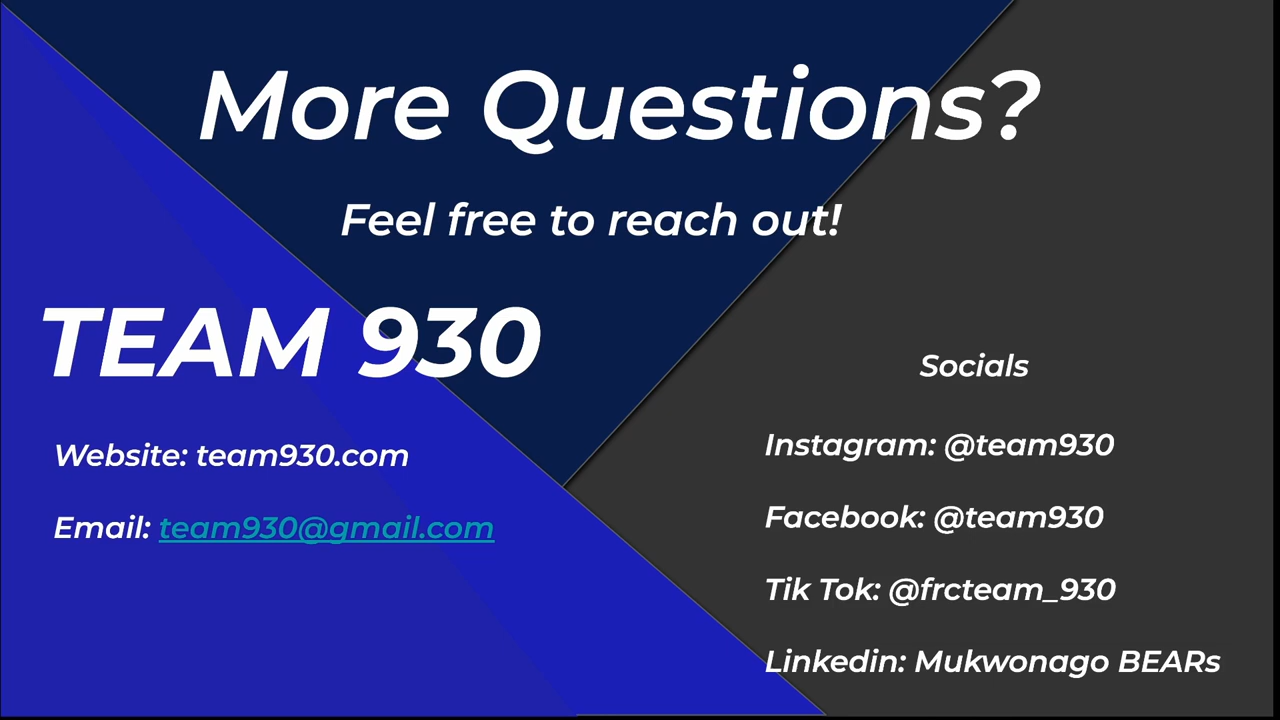 More Questions?
Feel free to reach out!
TEAM 930
Website: team930.com
Email: team930@gmail.com
Socials
Instagram: @team930
Facebook: @team930
Tik Tok: @frcteam_930
Linkedin: Mukwonago BEARs